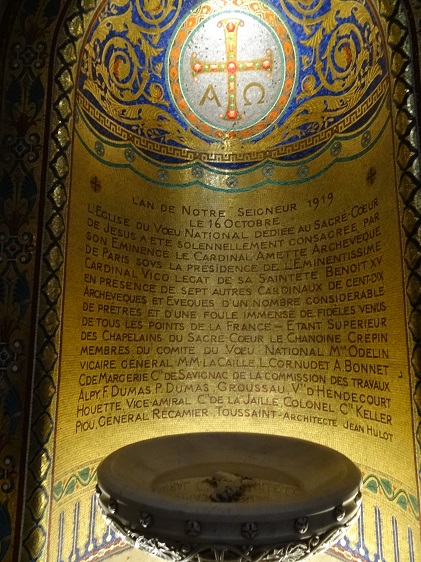 Α Ω
L'AN DE NOTRE SEIGNEUR 1919
LE 16 OCTOBRE
L'EGLISE DU VŒU NATIONAL DEDIEE AU SACRE-CŒUR
DE JESUS A ETE SOLENNELLEMENT CONSACREE PAR
SON EMINENCE LE CARDINAL AMETTE ARCHEVEQUE
DE PARIS SOUS LA PRESIDENCE DE L'EMINENTISSIME
CARDINAL VICO LEGAT DE SA SAINTETE BENOIT XV
EN PRESENCE DE SEPT AUTRES CARDINAUX DE CENT-DIX
ARCHEVEQUES ET EVEQUES D'UN NOMBRE CONSIDERABLE
DE PRETRES ET D'UNE FOULE IMMENSE DE FIDELES VENUS
DE TOUS LES POINTS DE LA FRANCE – ETANT SUPERIEUR
DES CHAPELAINS DU SACRE-CŒUR LE CHANOINE CREPIN
MEMBRES DU COMITE DU VŒU NATIONAL MGR ODELIN
VICAIRE GENERAL M.M. LA CAILLE, L. CORNUDET A. BONNET
CTE DE MARGERIE CTE DE SAVIGNAC DE LA COMMISSION DES TRAVAUX
ALPY F. DUMAS P. DUMAS, GROUSSAU, VTE D'HENDECOURT
HOUETTE, VICE-AMIRAL CTE DE LA JAILLE, COLONEL CTE KELLER
PIOU, GENERAL RECAMIER, TOUSSAINT – ARCHITECTE JEAN HULOT